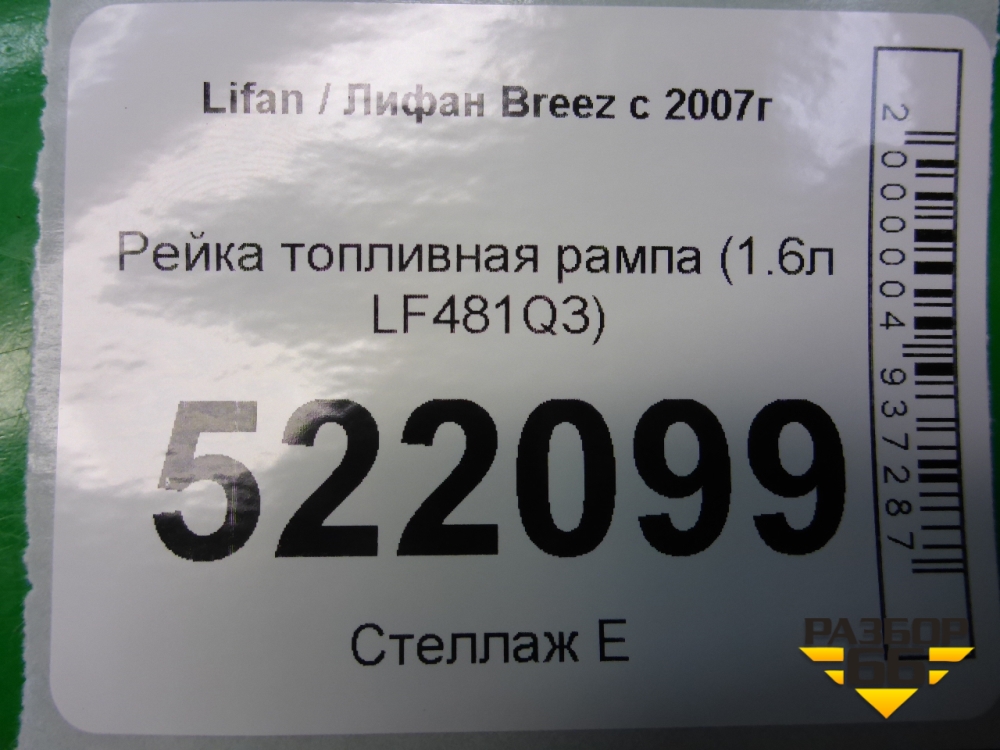 Lifan / Лифан Breez с 2007г
Рейка топливная рампа (1.6л
LF481Q3)
522099
Стеллаж Е
2000004937287
РАЗБОР
66